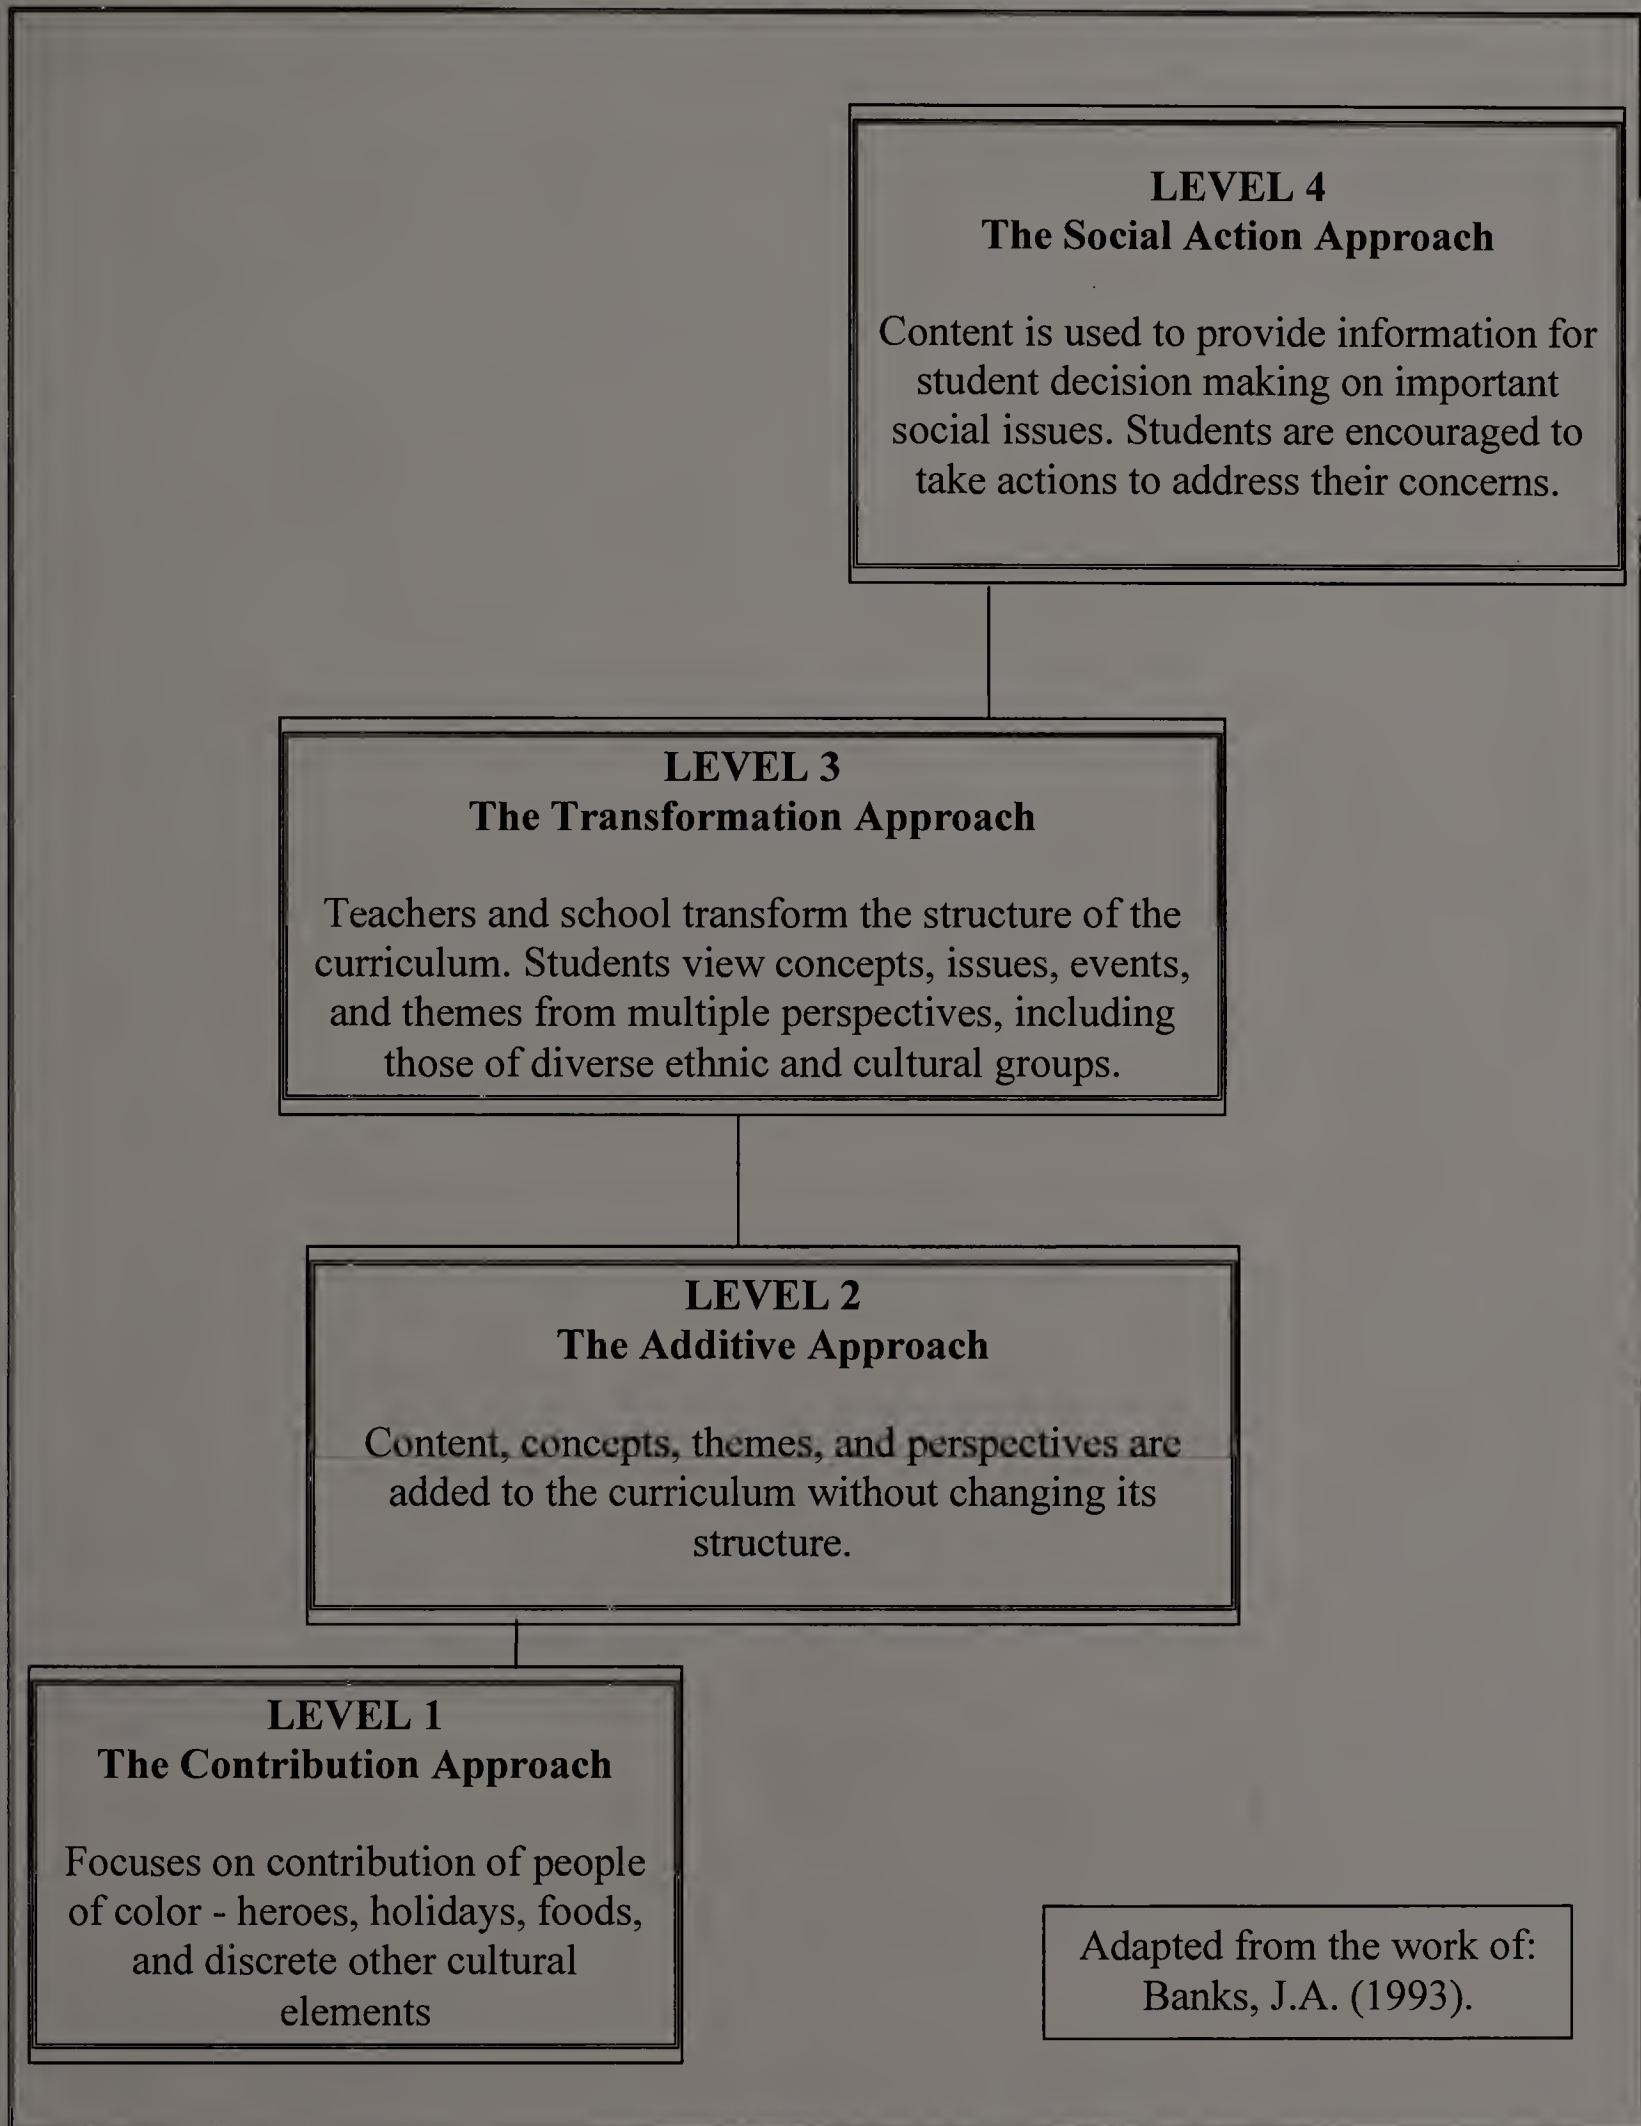 LEVEL 4
The Social Action Approach
Content is used to provide information for
student decision making on important
social issues. Students are encouraged to
take actions to address their concerns.
LEVEL 3
The Transformation Approach
Teachers and school transform the structure of the
curriculum. Students view concepts, issues, events,
and themes from multiple perspectives, including
those of diverse ethnic and cultural groups.
LEVEL 2
The Additive Approach
Content, concepts, themes, and perspectives are
added to the curriculum without changing its
structure.
LEVEL 1
The Contribution Approach
Focuses on contribution of people
of color - heroes, holidays, foods,
and discrete other cultural
elements
Adapted from the work of:
Banks, J.A. (1993).